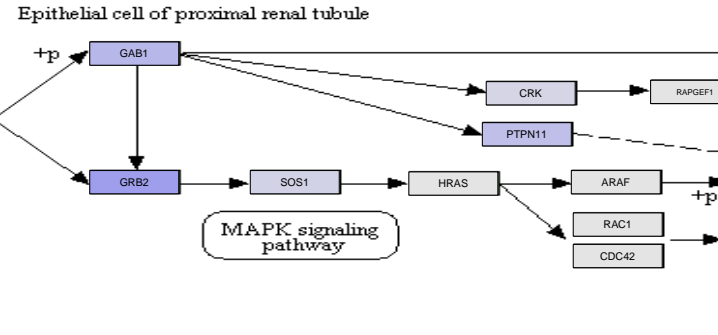 Epithelial cell of proximal renal tubule
+p
GAB1
CRK
RAPGEF1
PTPN11
GRB2
SOS1
HRAS
ARAF
+p
RAC1
MAPK signaling
pathway
CDC42